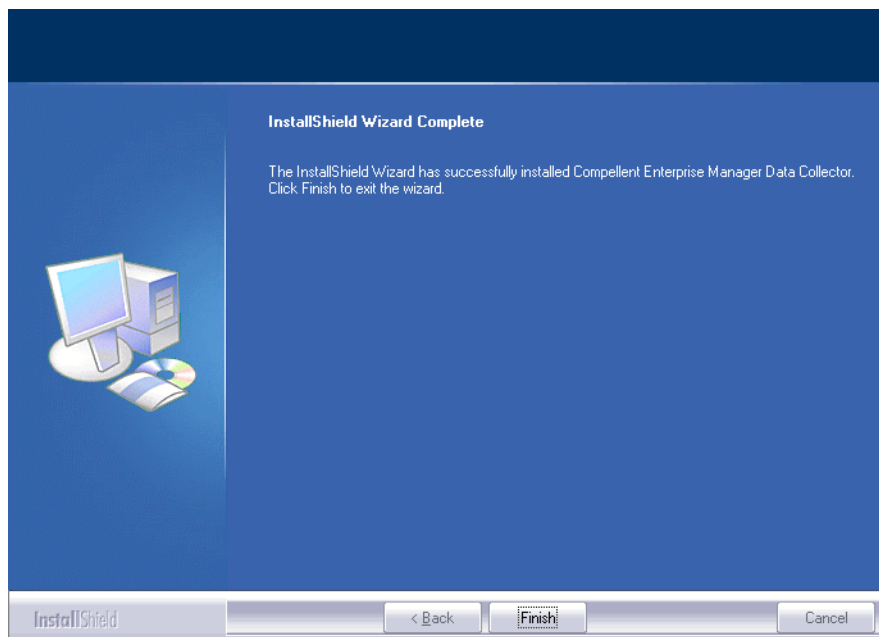 InstallShield Wizard Complete
The InstallShield Wizard has successfully installed Compellent Enterprise Manager Data Collector.
Click Finish to exit the wizard.
InstallShield
< Back
Finish
Cancel